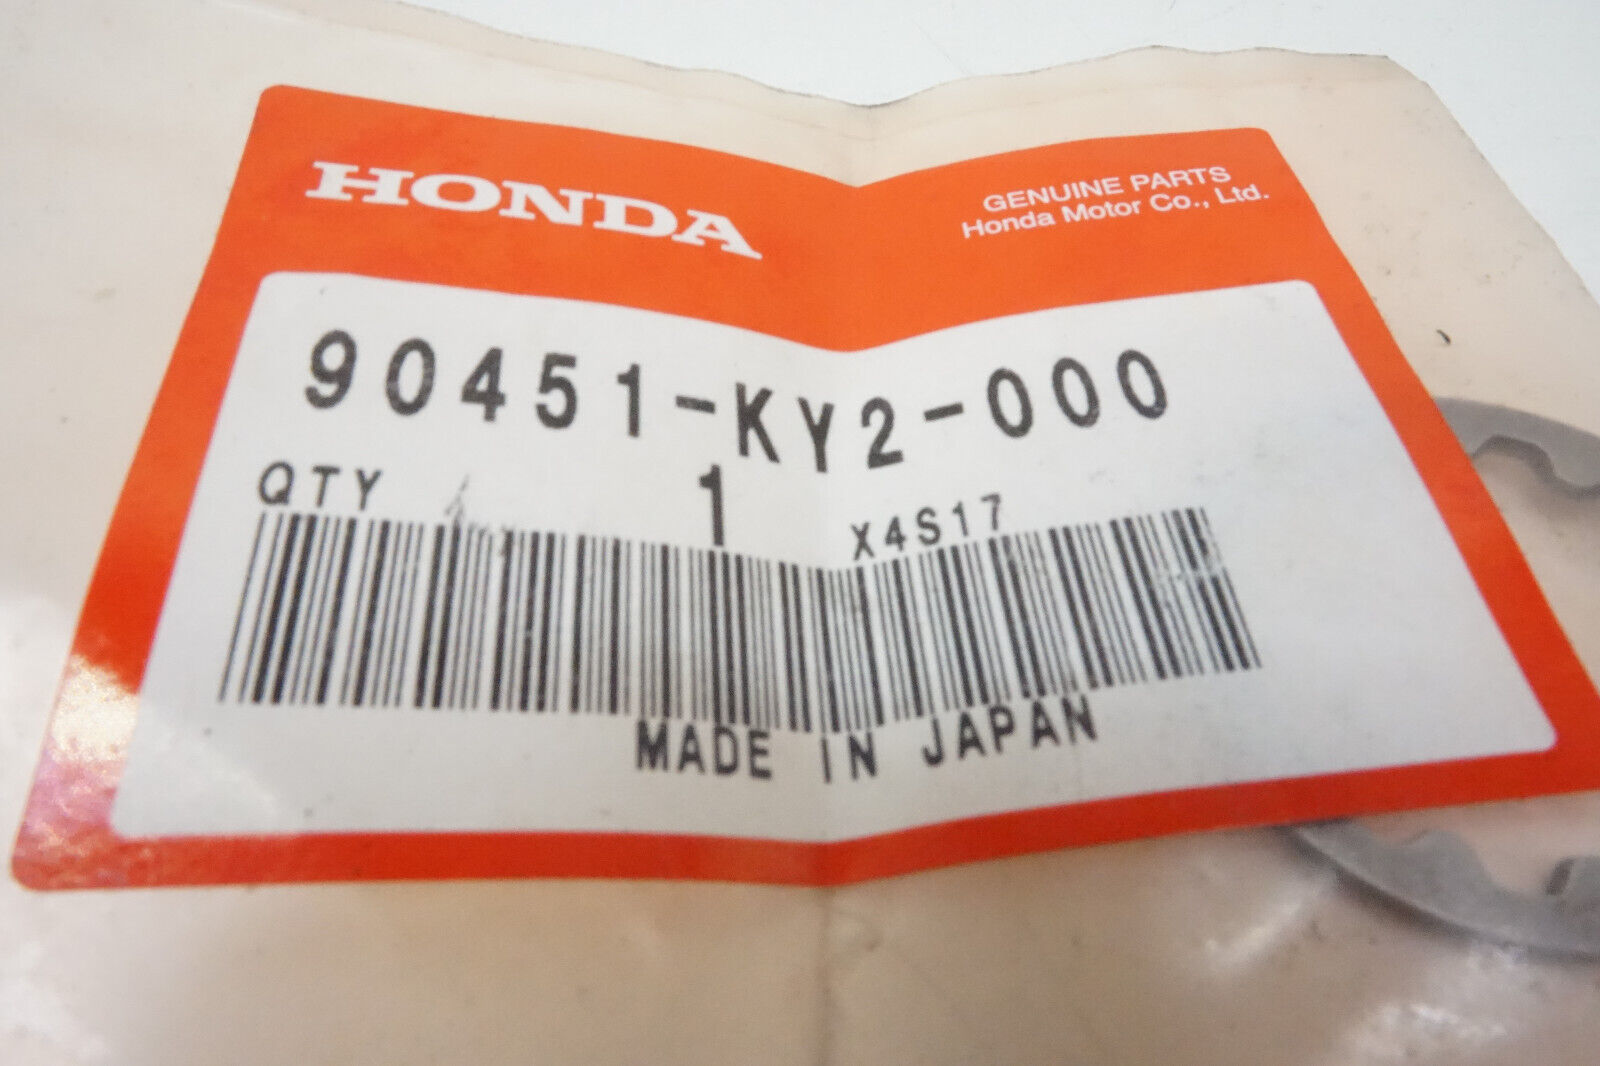 HONDA
GENUINE PARTS
Honda Motor Co., Ltd.
90451-KY2-000
QTY 1 X4S17
MADE IN JAPAN